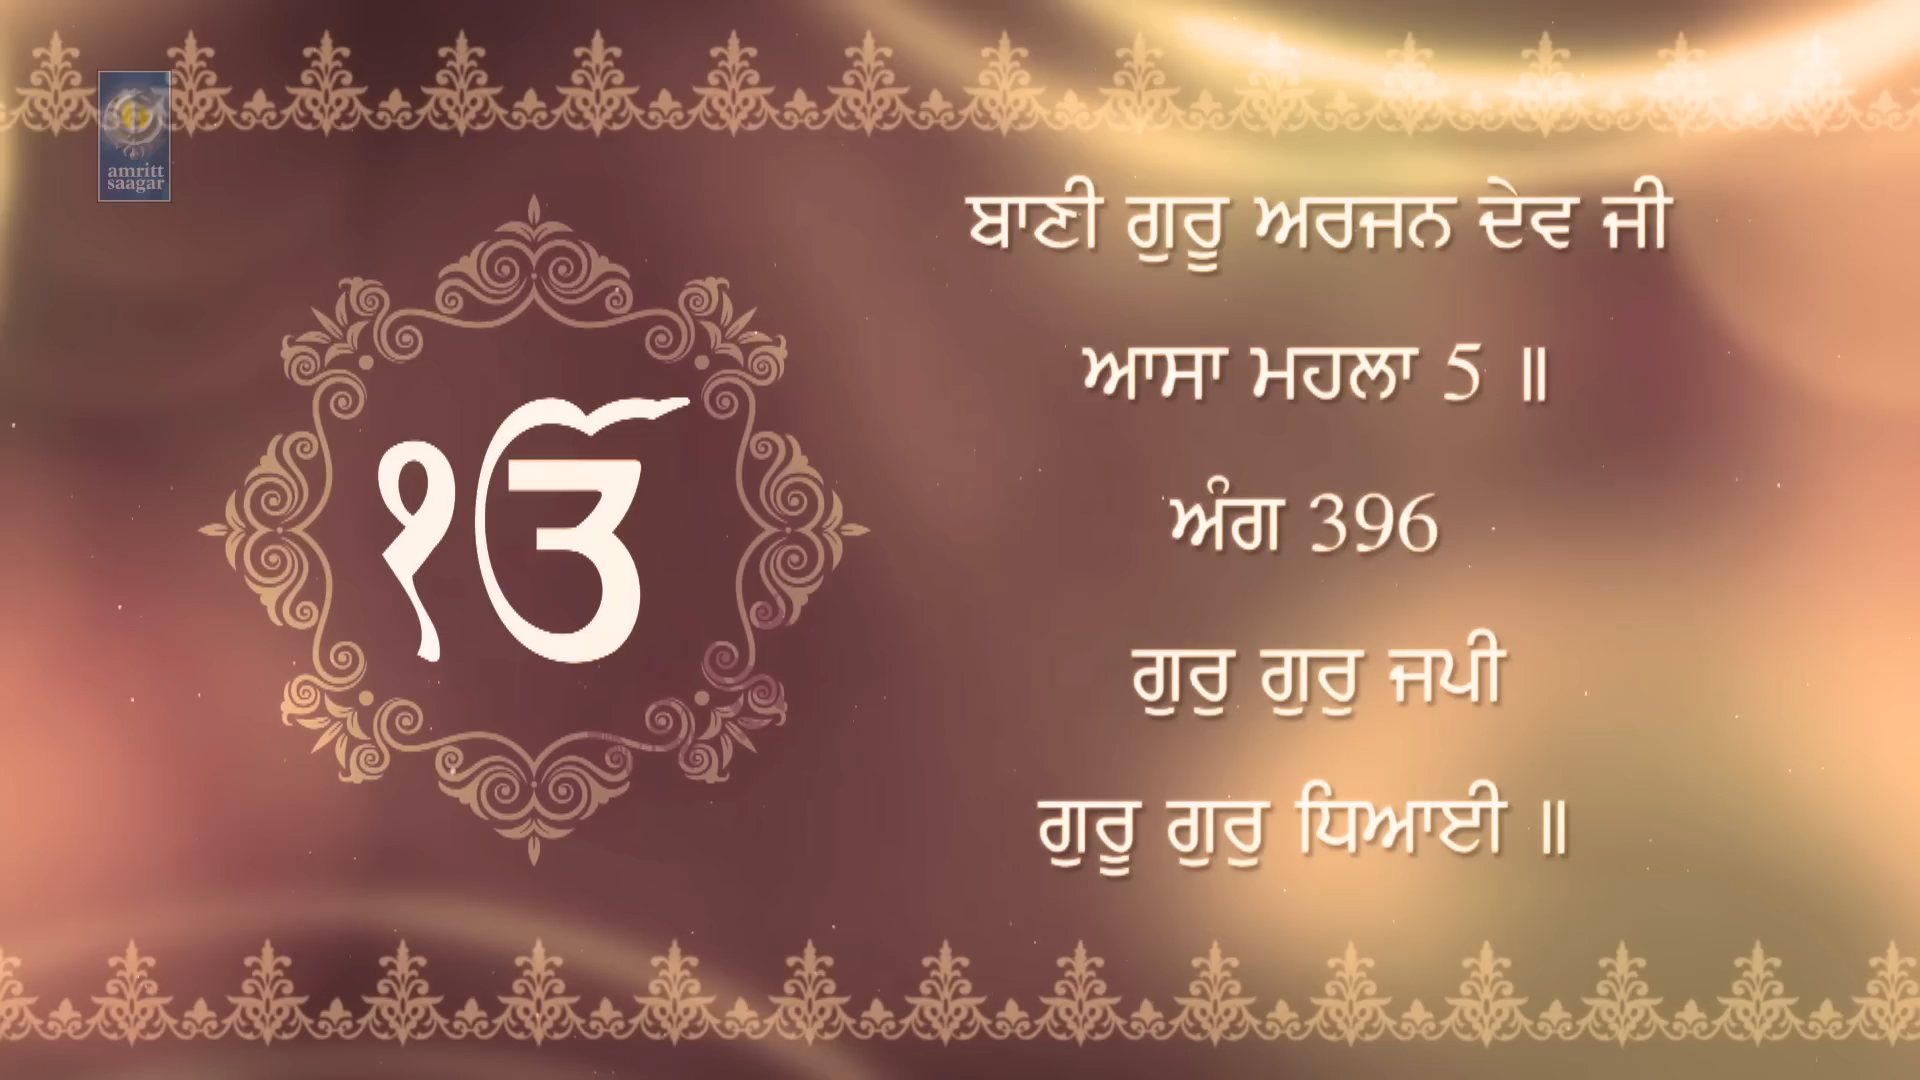 amritt
saagar
ੴ
ਬਾਣੀ ਗੁਰੂ ਅਰਜਨ ਦੇਵ ਜੀ
ਆਸਾ ਮਹਲਾ 5 ॥
ਅੰਗ 396
ਗੁਰੁ ਗੁਰੁ ਜਪੀ
ਗੁਰੂ ਗੁਰੁ ਧਿਆਈ ॥